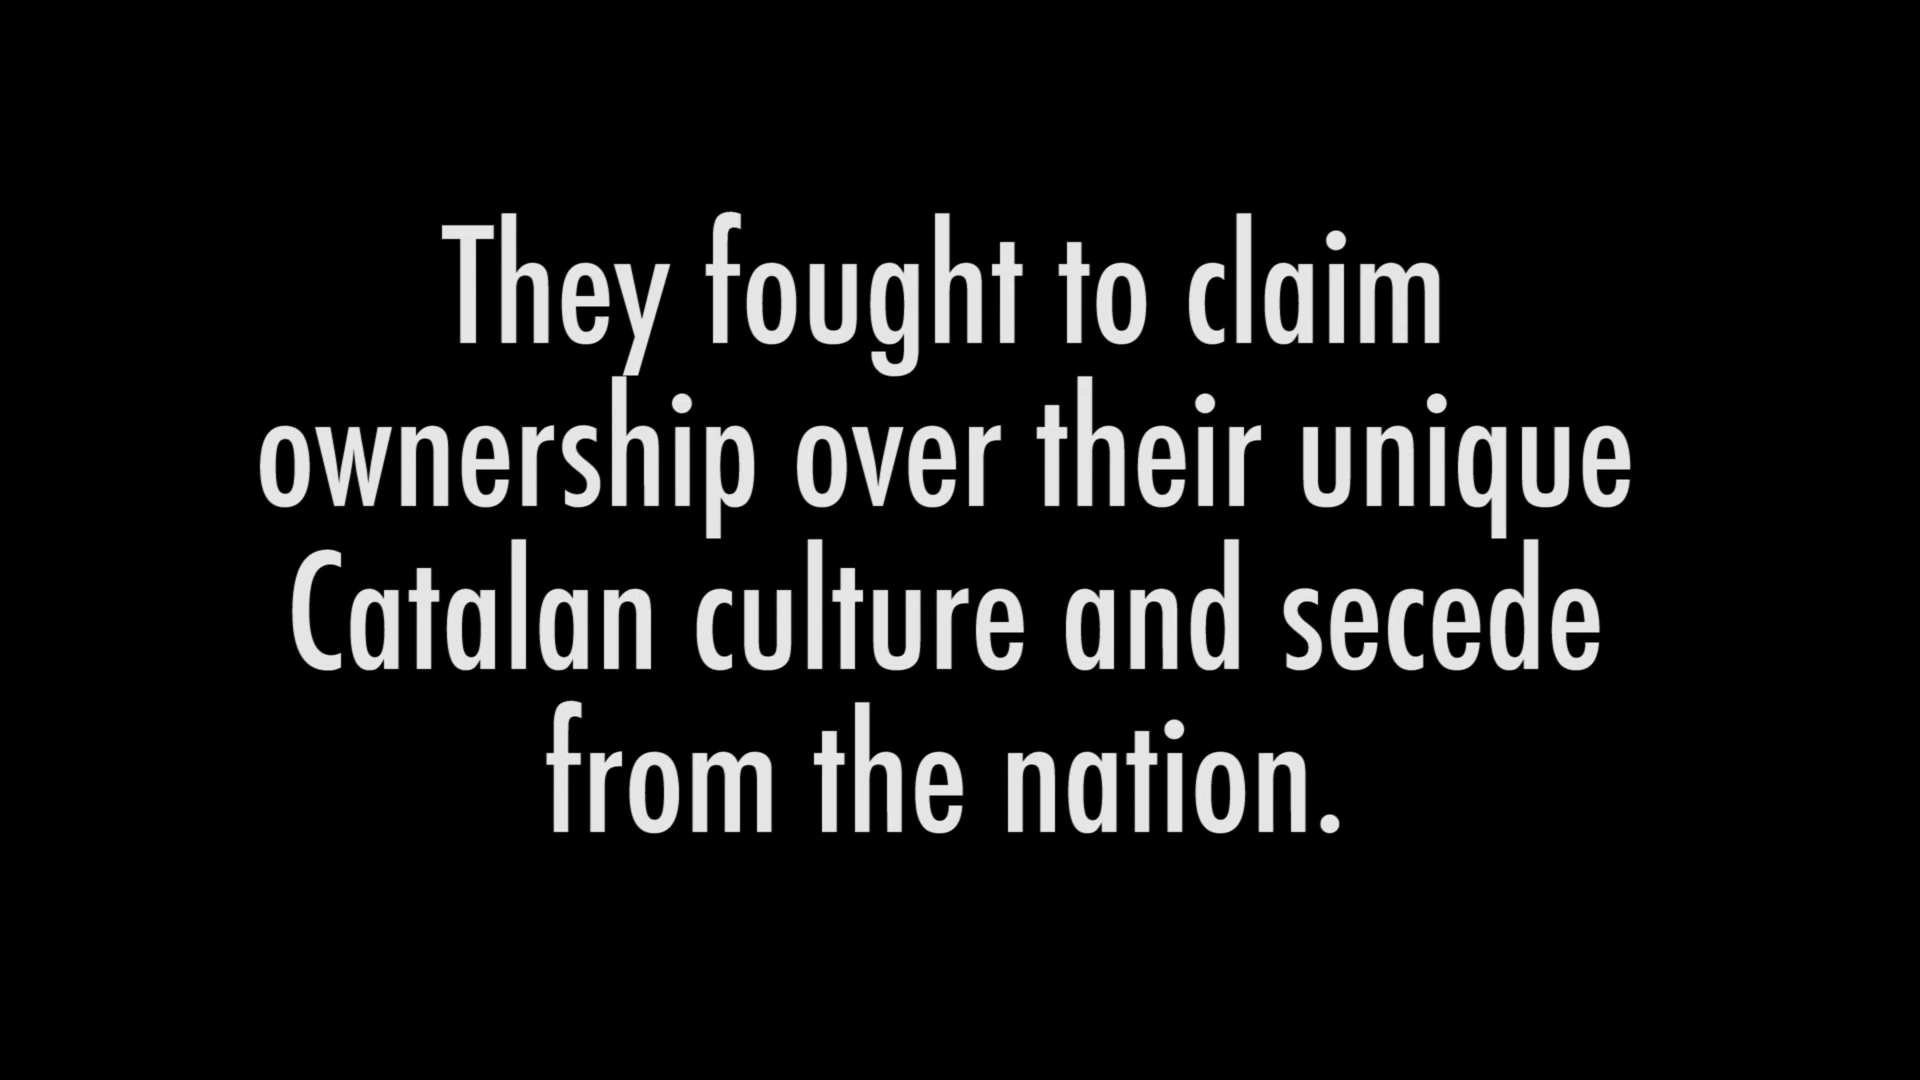 They fought to claim
ownership over their unique
Catalan culture and secede
from the nation.